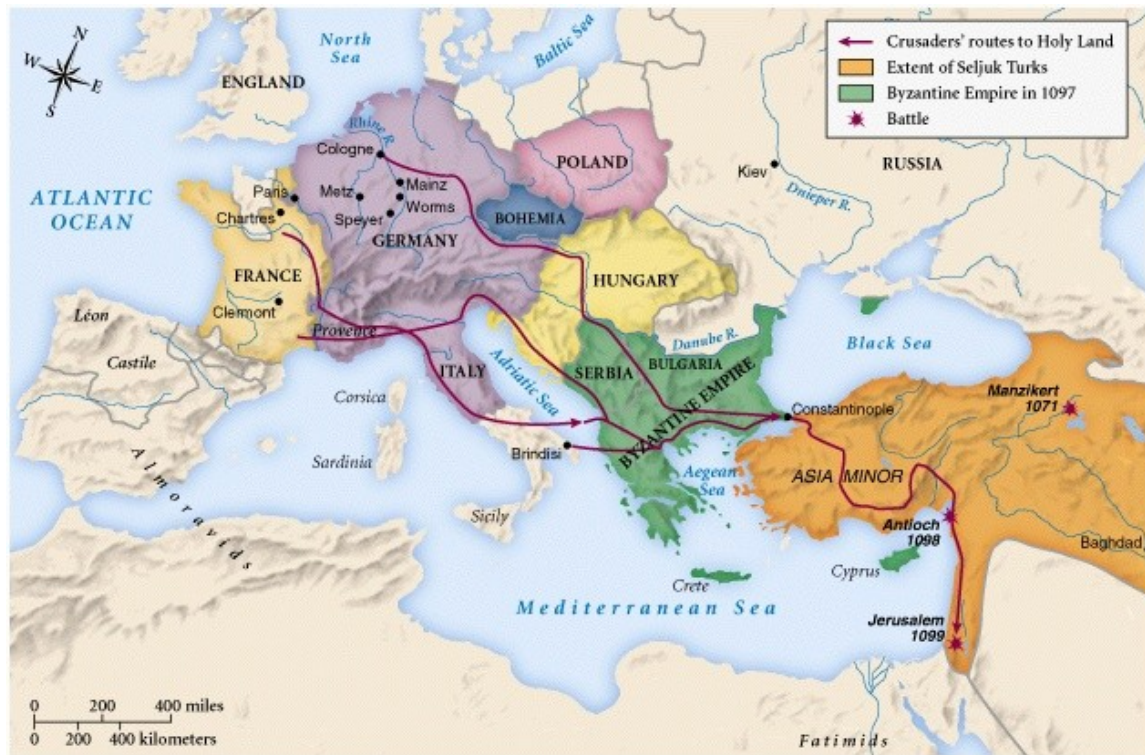 N
W
E
S
North
Sea
Baltic Sea
ENGLAND
Crusaders' routes to Holy Land
Extent of Seljuk Turks
Byzantine Empire in 1097
Battle
ATLANTIC
OCEAN
Rhine R.
Cologne
POLAND
Kiev
RUSSIA
Dnieper R.
Paris
Metz
Mainz
Chartres
Worms
Speyer
BOHEMIA
GERMANY
FRANCE
HUNGARY
Clermont
Léon
Provence
Danube R.
Black Sea
Castile
ITALY
Adriatic Sea
SERBIA
BULGARIA
BYZANTINE EMPIRE
Manzikert
1071
Corsica
Constantinople
Sardinia
Brindisi
Aegean
Sea
ASIA MINOR
Almoravids
Sicily
Antioch
1098
Baghdad
Crete
Cyprus
Mediterranean Sea
Jerusalem
1099
0 200 400 miles
0 200 400 kilometers
Fatimids